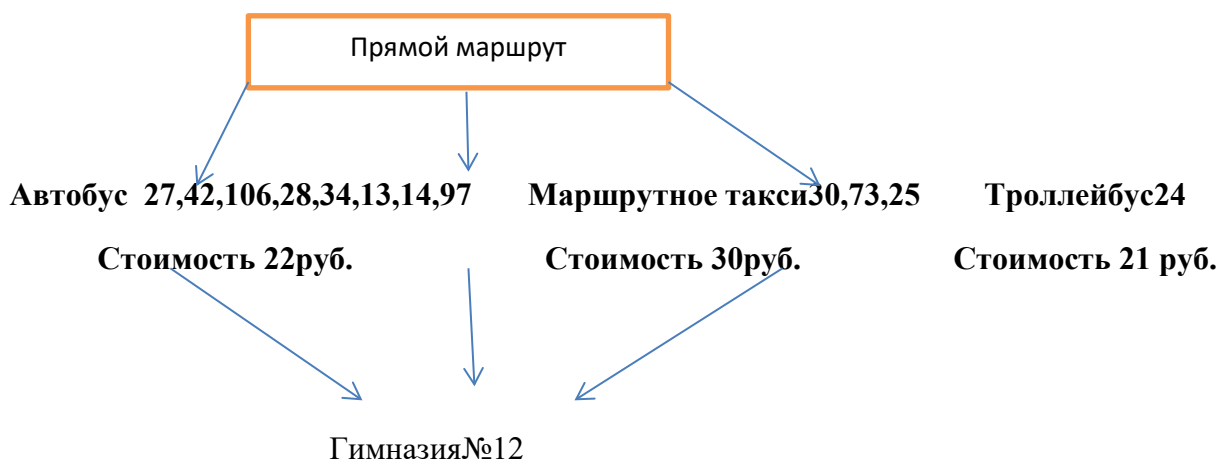 Прямой маршрут
Автобус 27,42,106,28,34,13,14,97 Маршрутное такси30,73,25 Троллейбус24
Стоимость 22руб. Стоимость 30руб. Стоимость 21 руб.
Гимназия№12